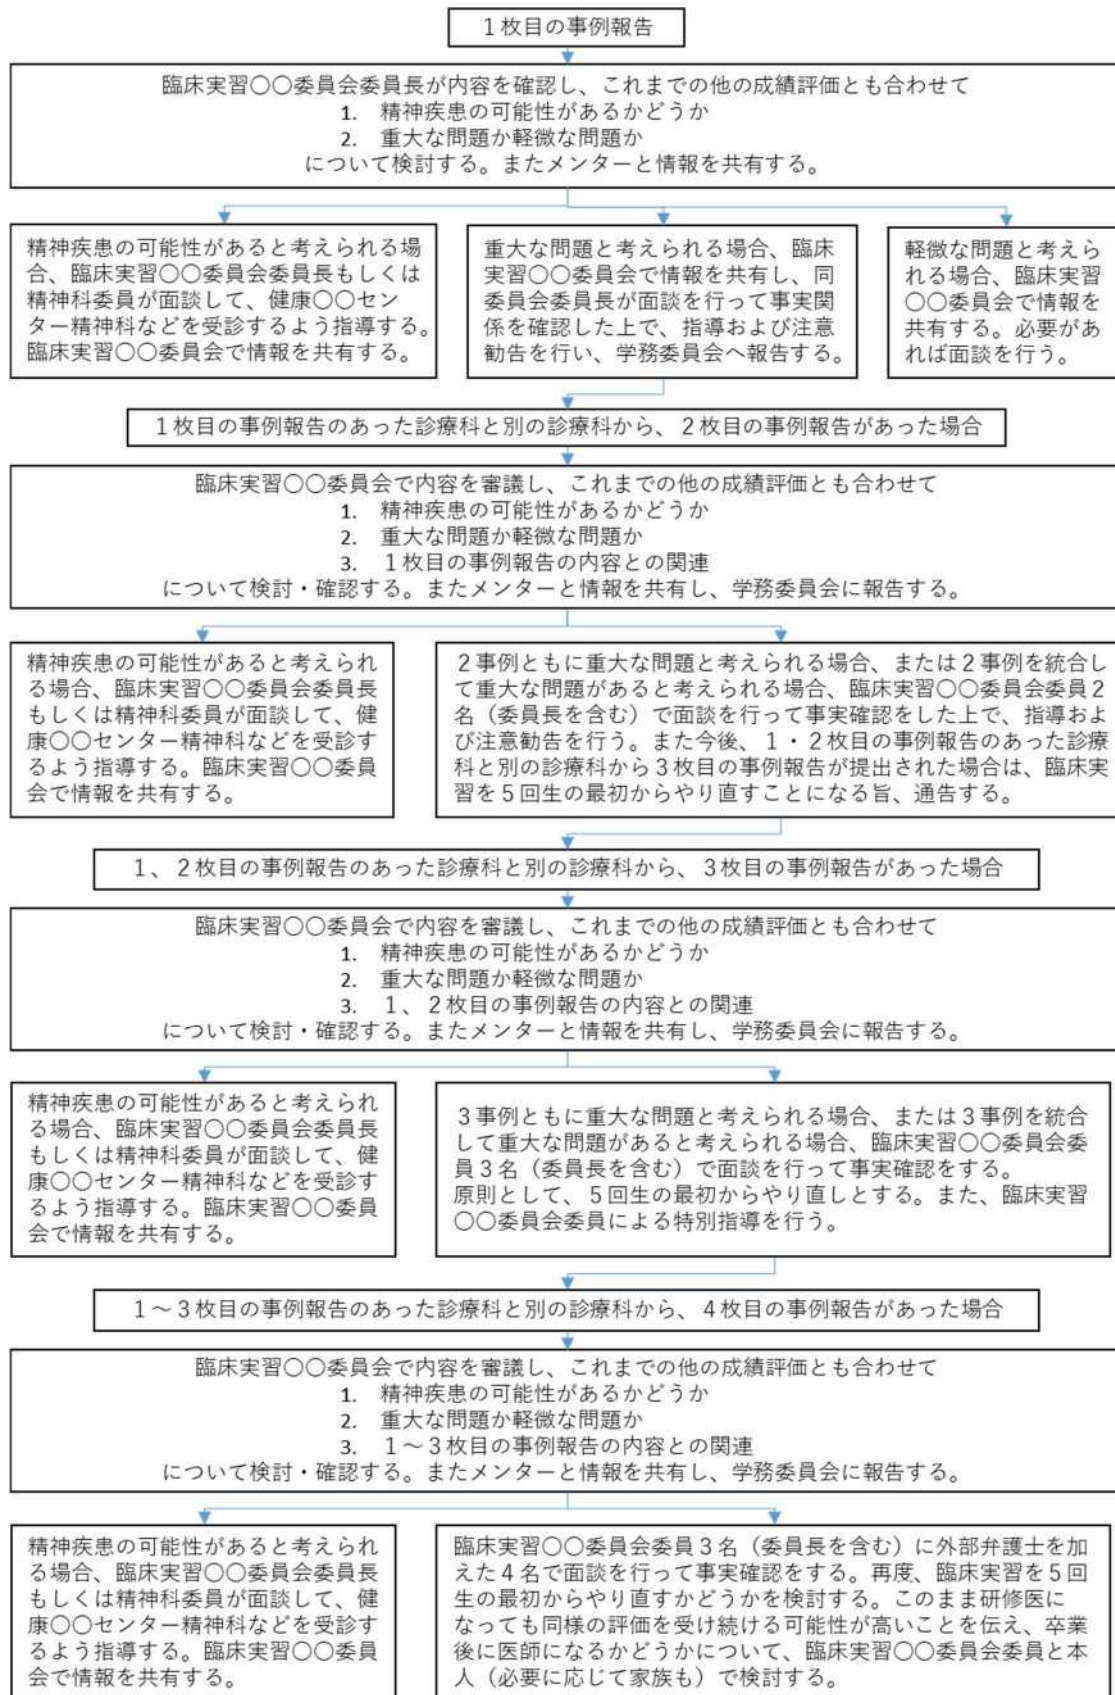 １枚目の事例報告
臨床実習〇〇委員会委員長が内容を確認し、これまでの他の成績評価とも合わせて
1. 精神疾患の可能性があるかどうか
2. 重大な問題か軽微な問題か
について検討する。またメンターと情報を共有する。
精神疾患の可能性があると考えられる場
合、臨床実習〇〇委員会委員長もしくは
精神科委員が面談して、健康〇〇セン
ター精神科などを受診するよう指導する。
臨床実習〇〇委員会で情報を共有する。
重大な問題と考えられる場合、臨床
実習〇〇委員会で情報を共有し、同
委員会委員長が面談を行って事実関
係を確認した上で、指導および注意
勧告を行い、学務委員会へ報告する。
軽微な問題と考えら
れる場合、臨床実習
〇〇委員会で情報を
共有する。必要があ
れば面談を行う。
１枚目の事例報告のあった診療科と別の診療科から、２枚目の事例報告があった場合
臨床実習〇〇委員会で内容を審議し、これまでの他の成績評価とも合わせて
1. 精神疾患の可能性があるかどうか
2. 重大な問題か軽微な問題か
3. １枚目の事例報告の内容との関連
について検討・確認する。またメンターと情報を共有し、学務委員会に報告する。
精神疾患の可能性があると考えられ
る場合、臨床実習〇〇委員会委員長
もしくは精神科委員が面談して、健
康〇〇センター精神科などを受診す
るよう指導する。臨床実習〇〇委員
会で情報を共有する。
２事例ともに重大な問題と考えられる場合、または２事例を統合し
て重大な問題があると考えられる場合、臨床実習〇〇委員会委員２
名（委員長を含む）で面談を行って事実確認をした上で、指導およ
び注意勧告を行う。また今後、１・２枚目の事例報告のあった診療
科と別の診療科から３枚目の事例報告が提出された場合は、臨床実
習を５回生の最初からやり直すことになる旨、通告する。
１、２枚目の事例報告のあった診療科と別の診療科から、３枚目の事例報告があった場合
臨床実習〇〇委員会で内容を審議し、これまでの他の成績評価とも合わせて
1. 精神疾患の可能性があるかどうか
2. 重大な問題か軽微な問題か
3. １、２枚目の事例報告の内容との関連
について検討・確認する。またメンターと情報を共有し、学務委員会に報告する。
精神疾患の可能性があると考えられ
る場合、臨床実習〇〇委員会委員長
もしくは精神科委員が面談して、健
康〇〇センター精神科などを受診す
るよう指導する。臨床実習〇〇委員
会で情報を共有する。
３事例ともに重大な問題と考えられる場合、または３事例を統合
して重大な問題があると考えられる場合、臨床実習〇〇委員会委
員３名（委員長を含む）で面談を行って事実確認をする。
原則として、５回生の最初からやり直しとする。また、臨床実習
〇〇委員会委員による特別指導を行う。
１～３枚目の事例報告のあった診療科と別の診療科から、４枚目の事例報告があった場合
臨床実習〇〇委員会で内容を審議し、これまでの他の成績評価とも合わせて
1. 精神疾患の可能性があるかどうか
2. 重大な問題か軽微な問題か
3. １～３枚目の事例報告の内容との関連
について検討・確認する。またメンターと情報を共有し、学務委員会に報告する。
精神疾患の可能性があると考えられ
る場合、臨床実習〇〇委員会委員長
もしくは精神科委員が面談して、健
康〇〇センター精神科などを受診す
るよう指導する。臨床実習〇〇委員
会で情報を共有する。
臨床実習〇〇委員会委員３名（委員長を含む）に外部弁護士を加
えた４名で面談を行って事実確認をする。再度、臨床実習を５回
生の最初からやり直すかどうかを検討する。このまま研修医に
なっても同様の評価を受け続ける可能性が高いことを伝え、卒業
後に医師になるかどうかについて、臨床実習〇〇委員会委員と本
人（必要に応じて家族も）で検討する。